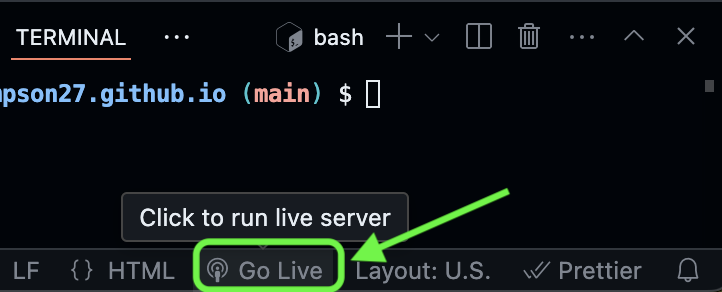 TERMINAL ... bash
mpson27.github.io (main) $
Click to run live server
LF {} HTML Go Live Layout: U.S. Prettier